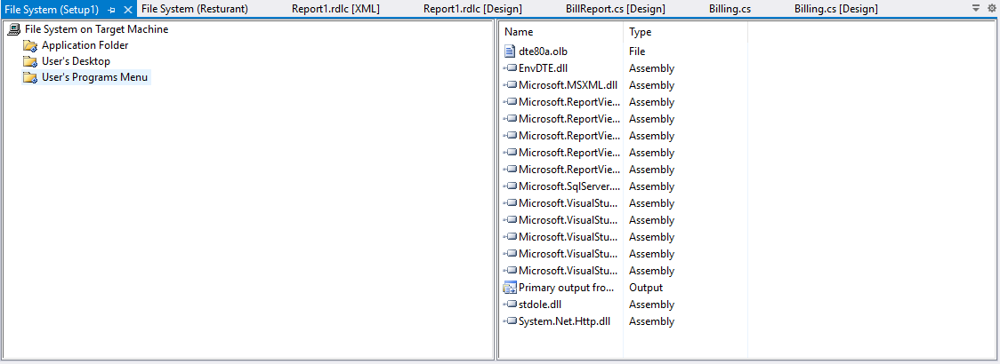 File System (Setup1) File System (Resturant) Report1.rdlc [XML] Report1.rdlc [Design] BillReport.cs [Design] Billing.cs Billing.cs [Design]
File System on Target Machine
Application Folder
User's Desktop
User's Programs Menu
Name Type
dte80a.olb File
EnvDTE.dll Assembly
Microsoft.MSXML.dll Assembly
Microsoft.ReportVie... Assembly
Microsoft.ReportVie... Assembly
Microsoft.ReportVie... Assembly
Microsoft.ReportVie... Assembly
Microsoft.ReportVie... Assembly
Microsoft.SqlServer.... Assembly
Microsoft.VisualStu... Assembly
Microsoft.VisualStu... Assembly
Microsoft.VisualStu... Assembly
Microsoft.VisualStu... Assembly
Microsoft.VisualStu... Assembly
Primary output fro... Output
stdole.dll Assembly
System.Net.Http.dll Assembly